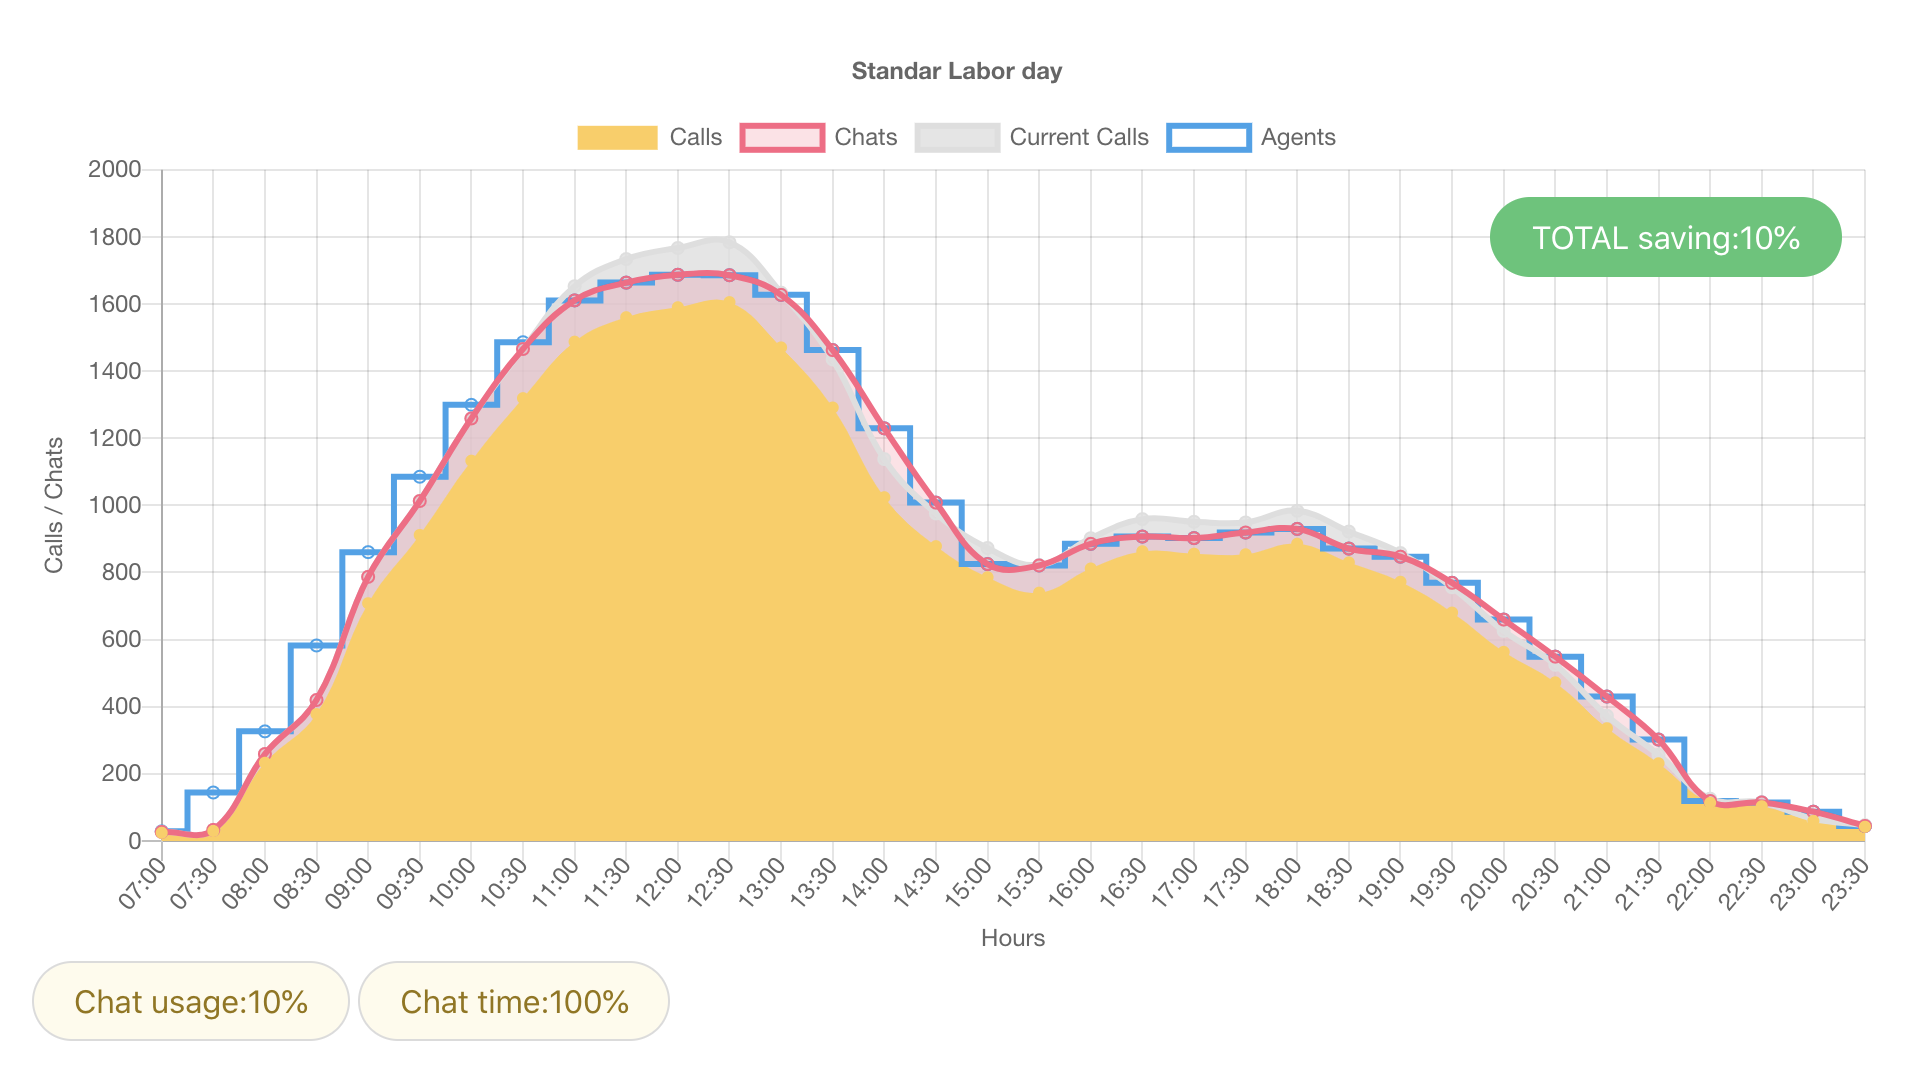 Standar Labor day
Calls Chats Current Calls Agents
2000
1800
1600
1400
1200
1000
800
600
400
200
0
Calls / Chats
TOTAL saving:10%
07:00 07:30 08:00 08:30 09:00 09:30 10:00 10:30 11:00 11:30 12:00 12:30 13:00 13:30 14:00 14:30 15:00 15:30 16:00 16:30 17:00 17:30 18:00 18:30 19:00 19:30 20:00 20:30 21:00 21:30 22:00 22:30 23:00 23:30
Hours
Chat usage:10% Chat time:100%